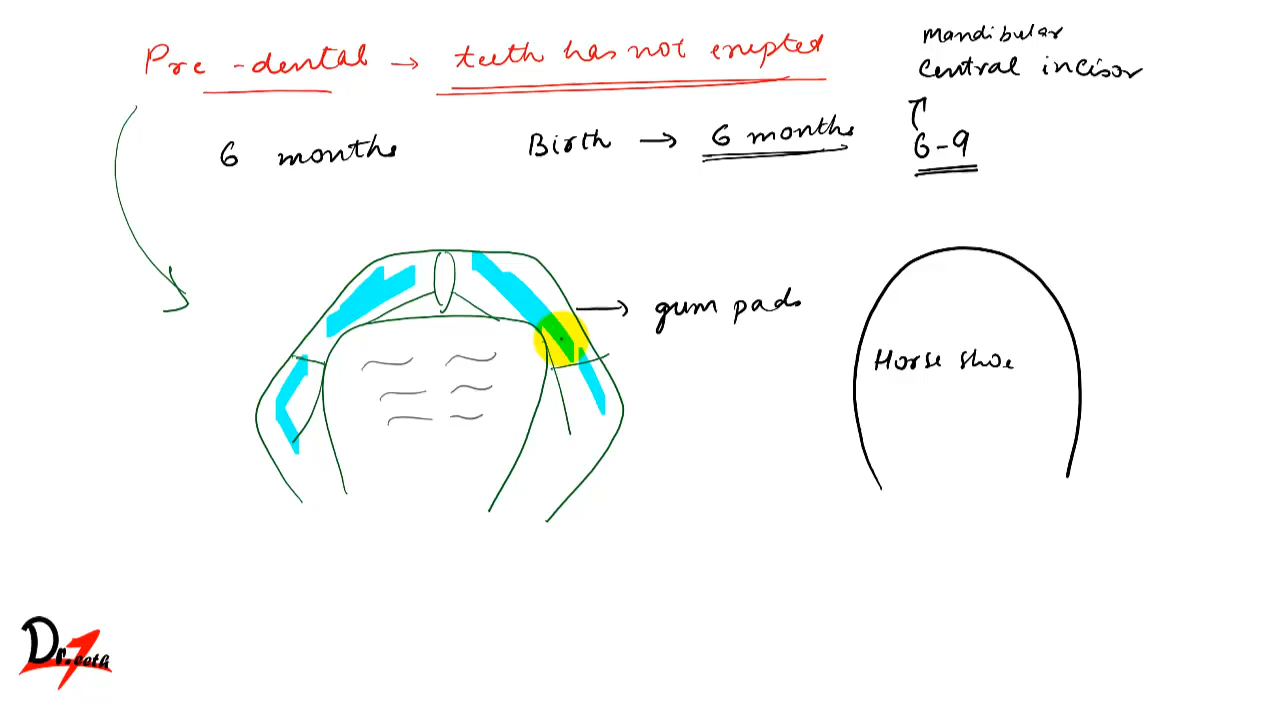 Pre-dental → teeth has not erupted
mandibular
central incisor
6 months
Birth → 6 months
6-9
→ gum pads
Horse shoe
Dr.eeta